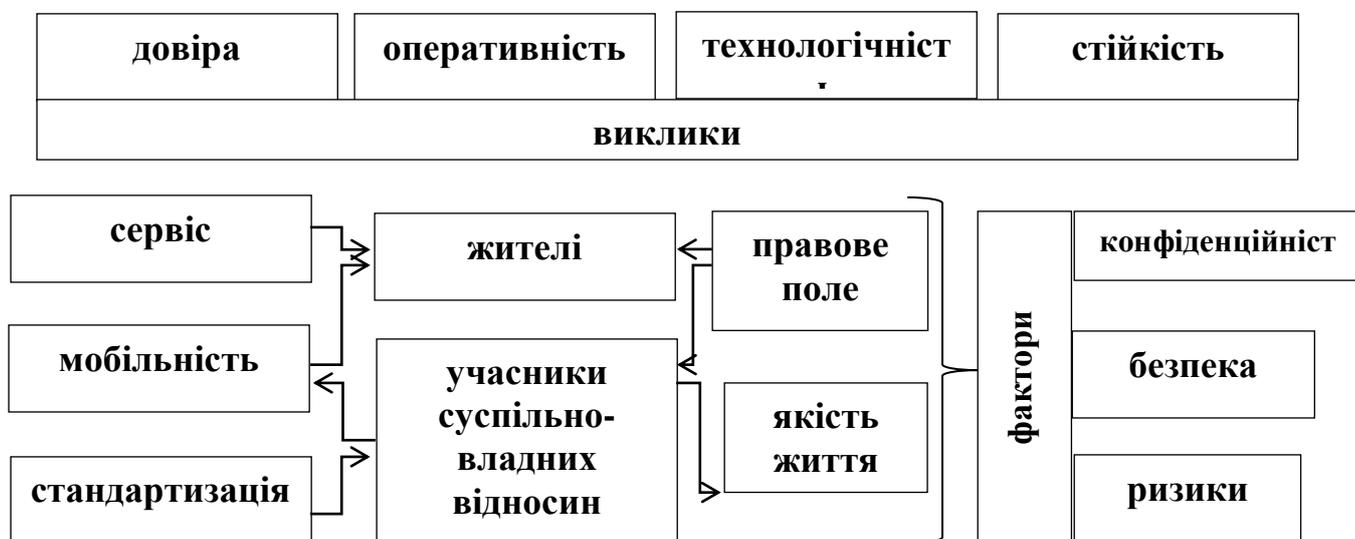 довіра
оперативність
технологічніст
стійкість
виклики
сервіс
жителі
правове
поле
конфіденційніст
мобільність
учасники
суспільно-
владних
відносин
якість
життя
фактори
безпека
стандартизація
ризики